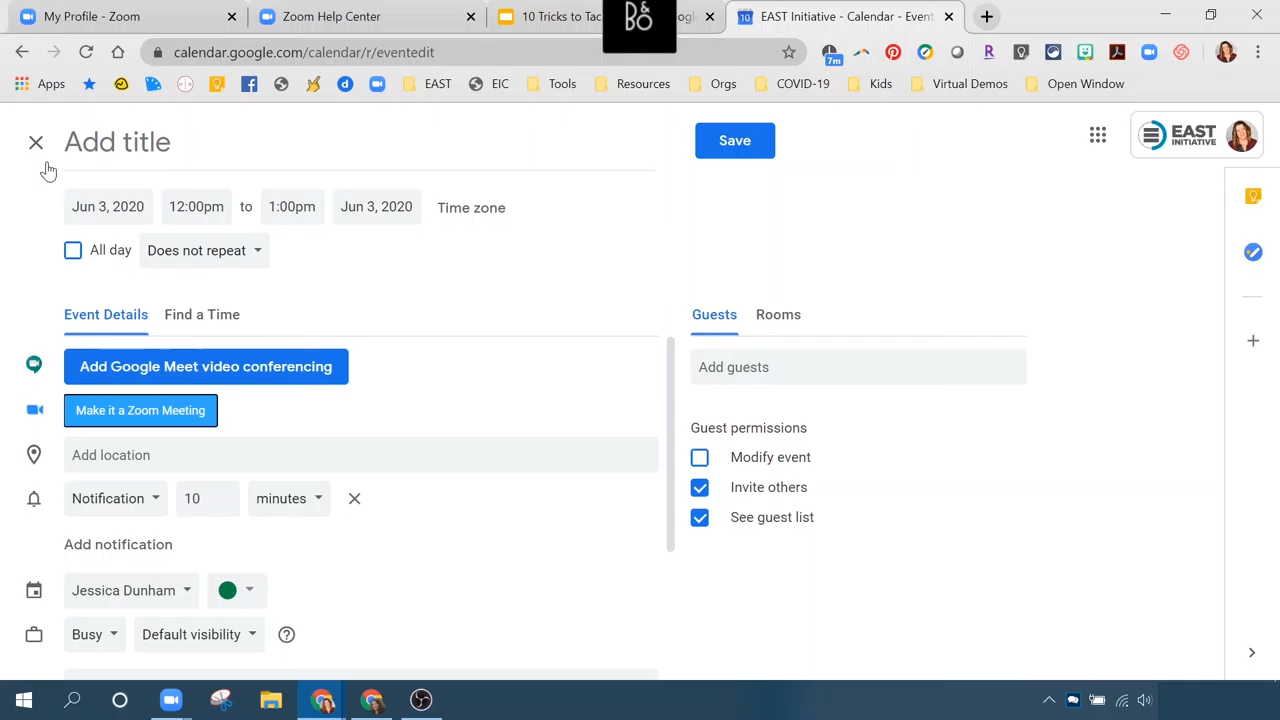 My Profile - Zoom
Zoom Help Center
10 Tricks to Tac
EAST Initiative - Calendar - Event
D&
BO
calendar.google.com/calendar/r/eventedit
7m
Apps
EAST
EIC
Tools
Resources
Orgs
COVID-19
Kids
Virtual Demos
Open Window
Add title
Save
EAST
INITIATIVE
Jun 3, 2020
12:00pm
to
1:00pm
Jun 3, 2020
Time zone
All day
Does not repeat
Event Details
Find a Time
Guests
Rooms
Add Google Meet video conferencing
Add guests
Make it a Zoom Meeting
Guest permissions
Add location
Modify event
Notification
10
minutes
Invite others
See guest list
Add notification
Jessica Dunham
Busy
Default visibility